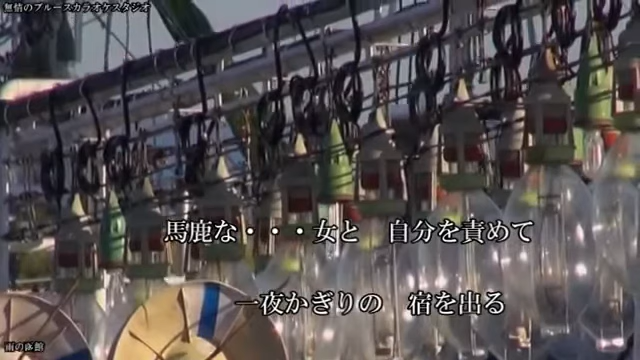 無情のブルースカラオケスタジオ
馬鹿な・・・女と　自分を責めて
一夜かぎりの　宿を出る
雨の函館